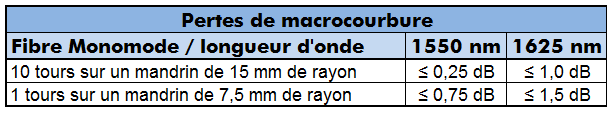 Pertes de macrocourbure
Fibre Monomode / longueur d'onde 1550 nm 1625 nm
10 tours sur un mandrin de 15 mm de rayon ≤ 0,25 dB ≤ 1,0 dB
1 tours sur un mandrin de 7,5 mm de rayon ≤ 0,75 dB ≤ 1,5 dB